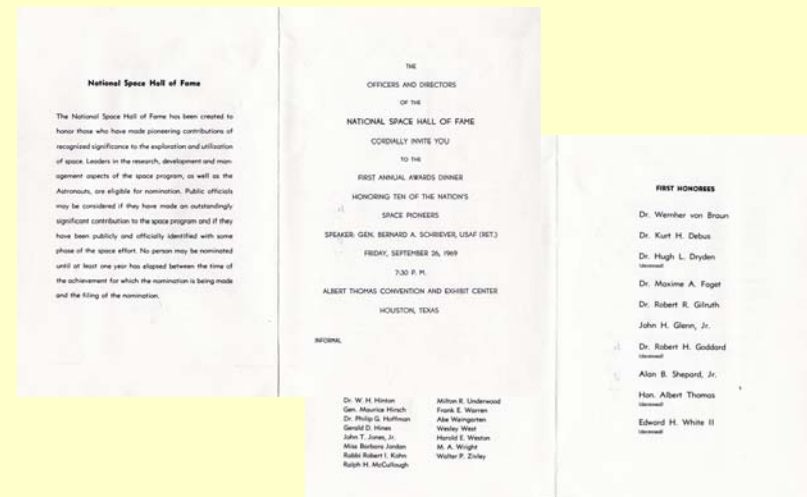 National Space Hall of Fame
The National Space Hall of Fame has been created to
honor those who have made pioneering contributions of
recognized significance to the exploration and utilization
of space. Leaders in the research, development and man-
agement aspects of the space program, as well as the
Astronauts, are eligible for nomination. Public officials
may be considered if they have made an outstandingly
significant contribution to the space program and if they
have been publicly and officially identified with some
phase of the space effort. No person may be nominated
until at least one year has elapsed between the time of
the achievement for which the nomination is being made
and the filing of the nomination.
THE
OFFICERS AND DIRECTORS
OF THE
NATIONAL SPACE HALL OF FAME
CORDIALLY INVITE YOU
TO THE
FIRST ANNUAL AWARDS DINNER
HONORING TEN OF THE NATION'S
SPACE PIONEERS
SPEAKER: GEN. BERNARD A. SCHRIEVER, USAF (RET.)
FRIDAY, SEPTEMBER 26, 1969
7:30 P. M.
ALBERT THOMAS CONVENTION AND EXHIBIT CENTER
HOUSTON, TEXAS
INFORMAL
Dr. W. H. Hinton
Gen. Maurice Hirsch
Dr. Philip G. Hoffman
Gerald D. Hines
John T. Jones, Jr.
Miss Barbara Jordan
Rabbi Robert I. Kahn
Ralph H. McCullough
Milton R. Underwood
Frank E. Warren
Abe Weingarten
Wesley West
Harold E. Weston
M. A. Wright
Walter P. Zivley
FIRST HONOREES
Dr. Wernher von Braun
Dr. Kurt H. Debus
Dr. Hugh L. Dryden
(deceased)
Dr. Maxime A. Faget
Dr. Robert R. Gilruth
John H. Glenn, Jr.
Dr. Robert H. Goddard
(deceased)
Alan B. Shepard, Jr.
Hon. Albert Thomas
(deceased)
Edward H. White II
(deceased)